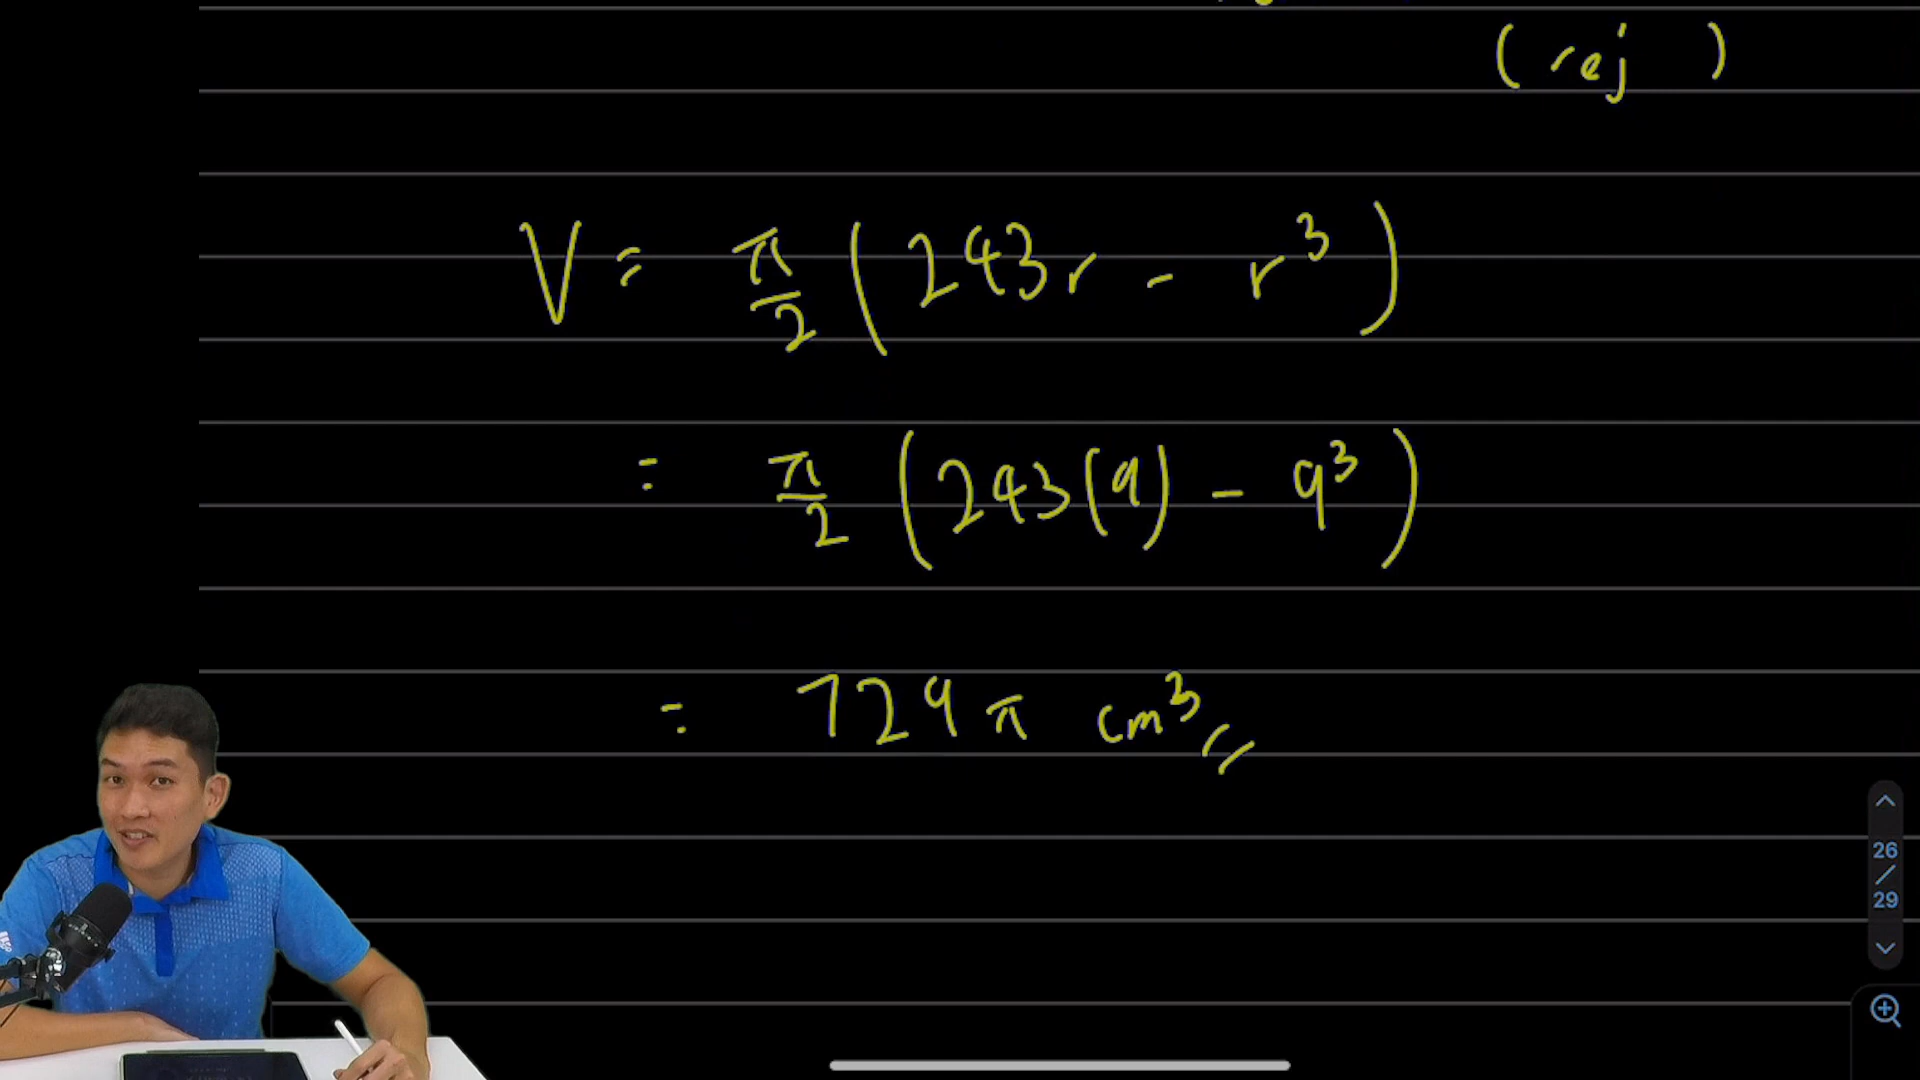 ( rej )
V = π/2 ( 243r - r³ )
= π/2 ( 243(9) - 9³ )
= 729π cm³
26
/
29